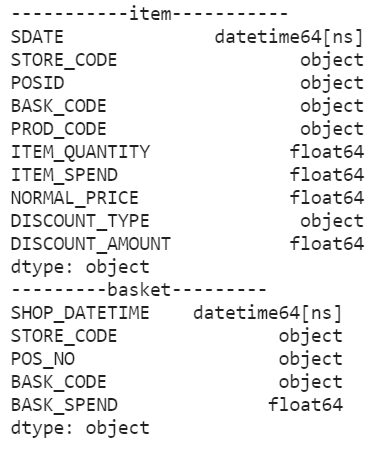 -----------item-----------
SDATE              datetime64[ns]
STORE_CODE                 object
POSID                      object
BASK_CODE                  object
PROD_CODE                  object
ITEM_QUANTITY             float64
ITEM_SPEND                float64
NORMAL_PRICE              float64
DISCOUNT_TYPE              object
DISCOUNT_AMOUNT           float64
dtype: object
---------basket---------
SHOP_DATETIME    datetime64[ns]
STORE_CODE               object
POS_NO                   object
BASK_CODE                object
BASK_SPEND              float64
dtype: object